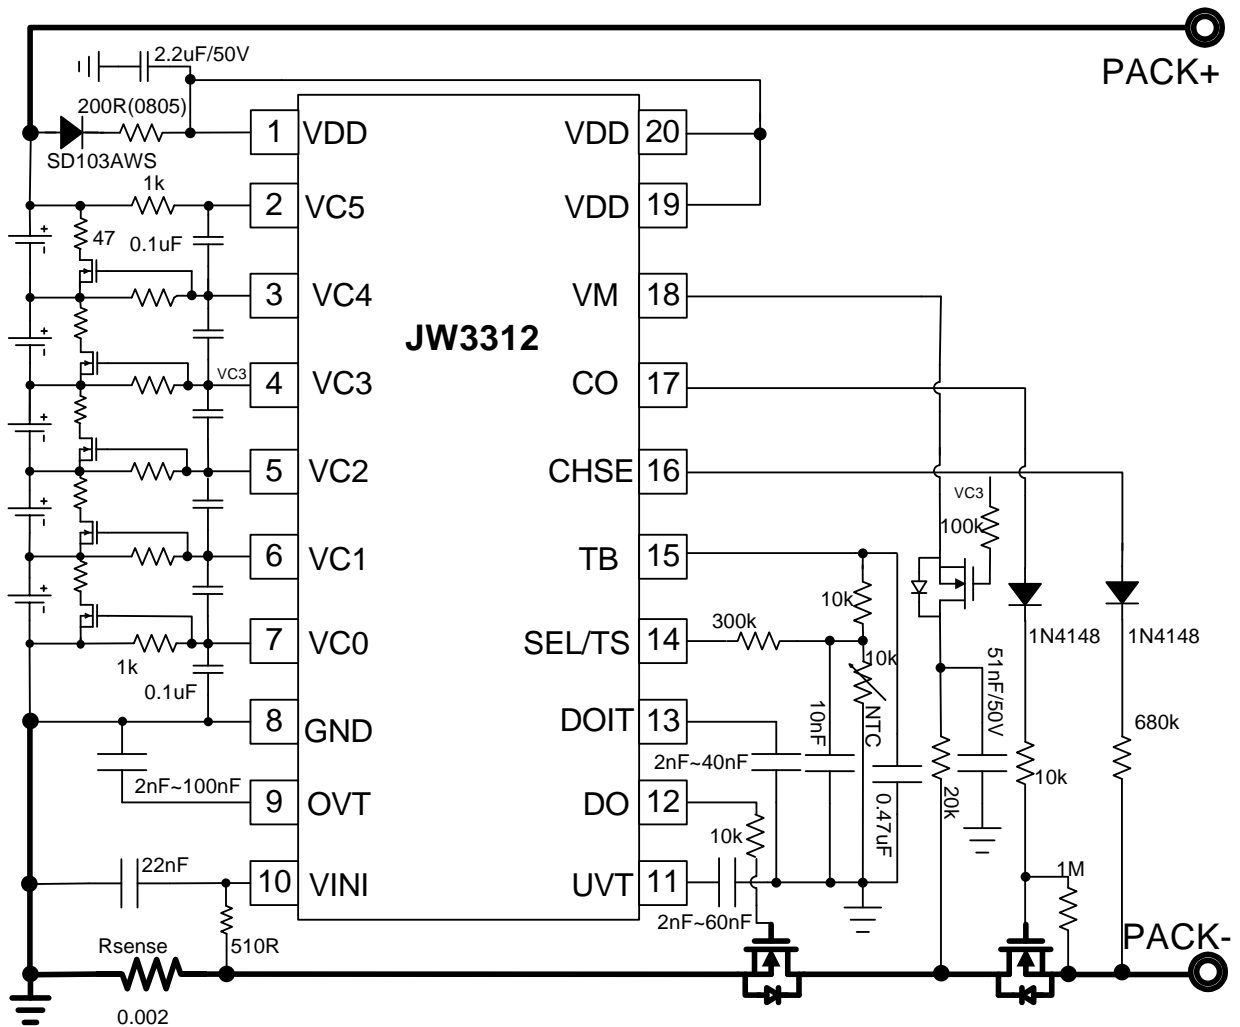 2.2uF/50V
PACK+
200R(0805)
SD103AWS
1 VDD
VDD 20
1k
2 VC5
VDD 19
+
-
47
0.1uF
3 VC4
VM 18
JW3312
+
-
VC3
4 VC3
CO 17
+
-
5 VC2
CHSE 16
VC3
100k
+
-
6 VC1
TB 15
10k
1N4148
1N4148
+
-
7 VC0
SEL/TS 14
300k
10k
NTC
1k
0.1uF
51nF/50V
8 GND
DOIT 13
10nF
680k
2nF~100nF
2nF~40nF
10k
9 OVT
DO 12
0.47uF
20k
10k
22nF
10 VINI
UVT 11
1M
2nF~60nF
Rsense
510R
PACK-
0.002